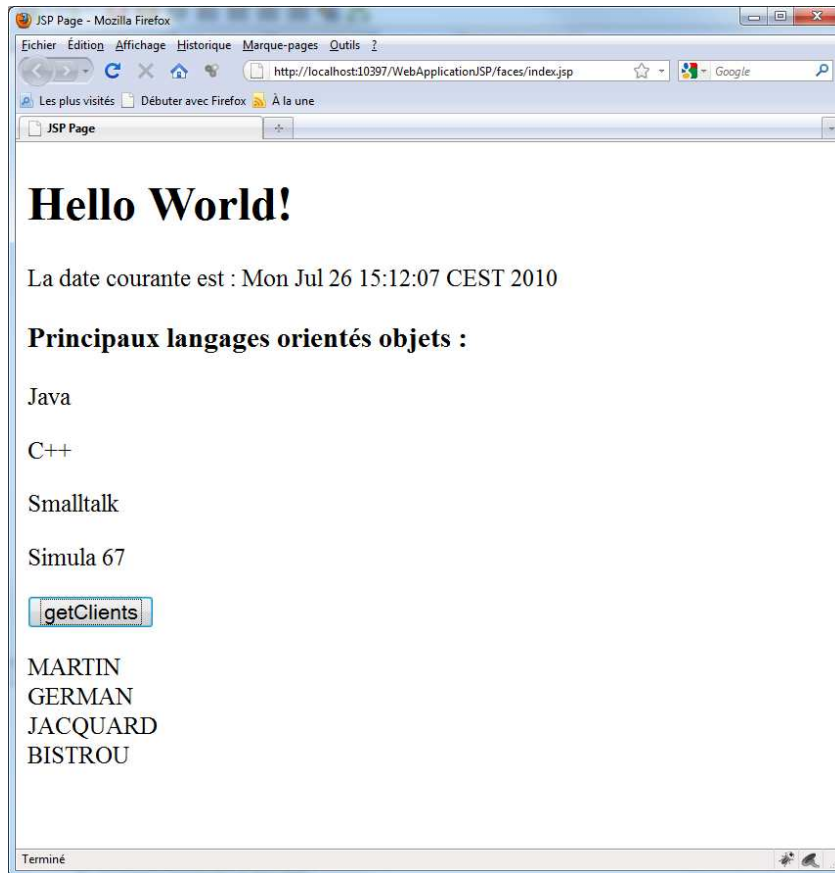 JSP Page - Mozilla Firefox
Fichier Édition Affichage Historique Marque-pages Outils ?
http://localhost:10397/WebApplicationJSP/faces/index.jsp
Google
Les plus visités Débuter avec Firefox À la une
JSP Page
Hello World!
La date courante est : Mon Jul 26 15:12:07 CEST 2010
Principaux langages orientés objets :
Java
C++
Smalltalk
Simula 67
getClients
MARTIN
GERMAN
JACQUARD
BISTROU
Terminé